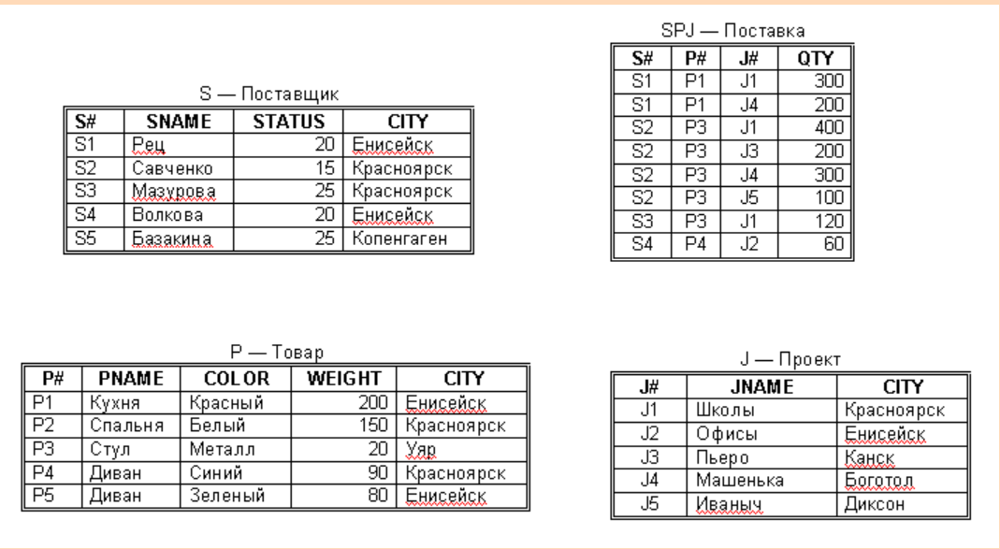 SPJ — Поставка
S# P# J# QTY
S1 P1 J1 300
S1 P1 J4 200
S2 P3 J1 400
S2 P3 J3 200
S2 P3 J4 300
S2 P3 J5 100
S3 P3 J1 120
S4 P4 J2 60
S — Поставщик
S# SNAME STATUS CITY
S1 Рец 20 Енисейск
S2 Савченко 15 Красноярск
S3 Мазурова 25 Красноярск
S4 Волкова 20 Енисейск
S5 Базакина 25 Копенгаген
P — Товар
P# PNAME COLOR WEIGHT CITY
P1 Кухня Красный 200 Енисейск
P2 Спальня Белый 150 Красноярск
P3 Стул Металл 20 Уяр
P4 Диван Синий 90 Красноярск
P5 Диван Зеленый 80 Енисейск
J — Проект
J# JNAME CITY
J1 Школы Красноярск
J2 Офисы Енисейск
J3 Пьеро Канск
J4 Машенька Боготол
J5 Иваныч Диксон